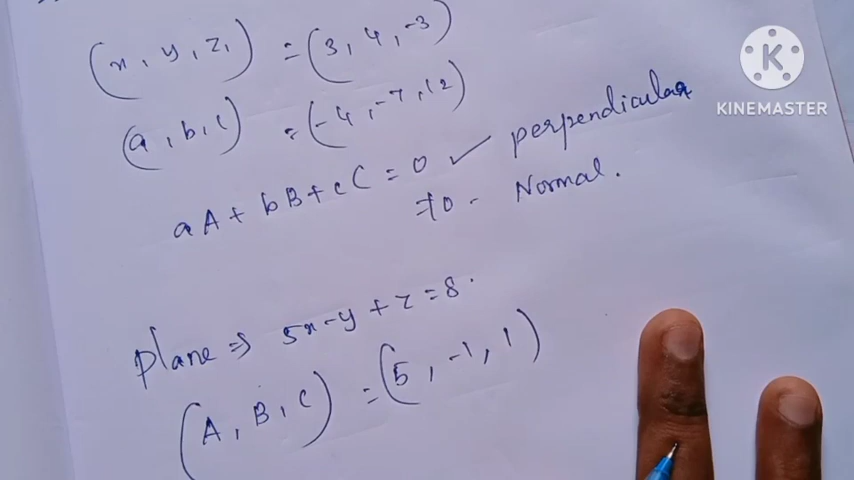 (x, y, z,) = (3, 4, -3)
(a, b, c) = (-4, -7, 12)
aA + bB + cC = 0 ✓ perpendicular
≠0 - Normal.
Plane ⇒ 5x-y+z=8.
(A, B, C) = (5, -1, 1)
KINEMASTER